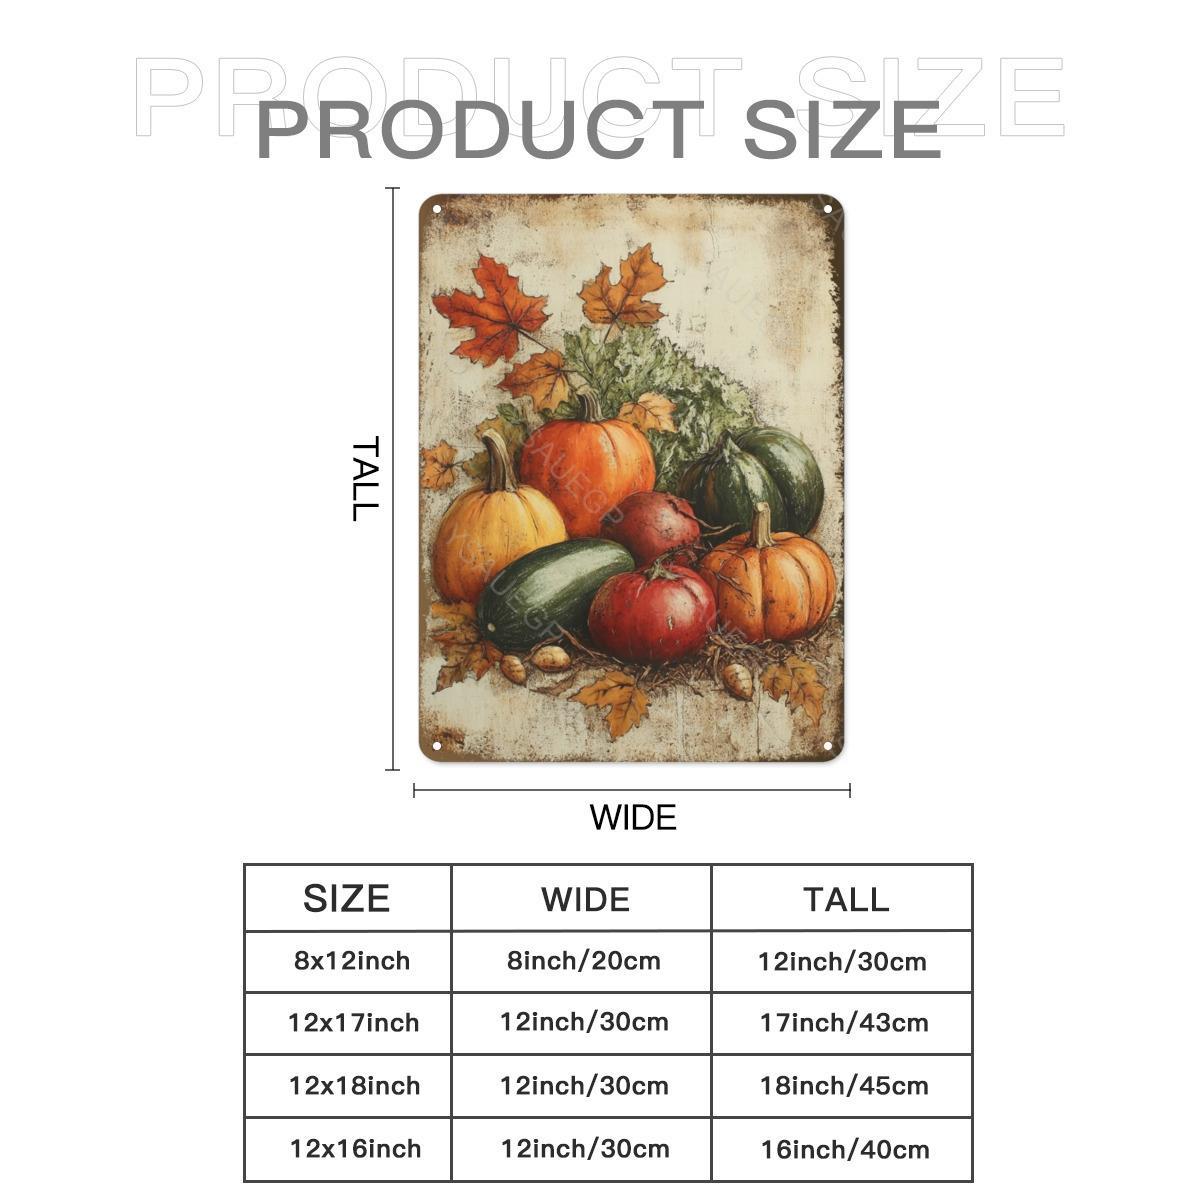 PRODUCT SIZE
PRODUCT SIZE
TALL
WIDE
SIZE WIDE TALL
8x12inch 8inch/20cm 12inch/30cm
12x17inch 12inch/30cm 17inch/43cm
12x18inch 12inch/30cm 18inch/45cm
12x16inch 12inch/30cm 16inch/40cm